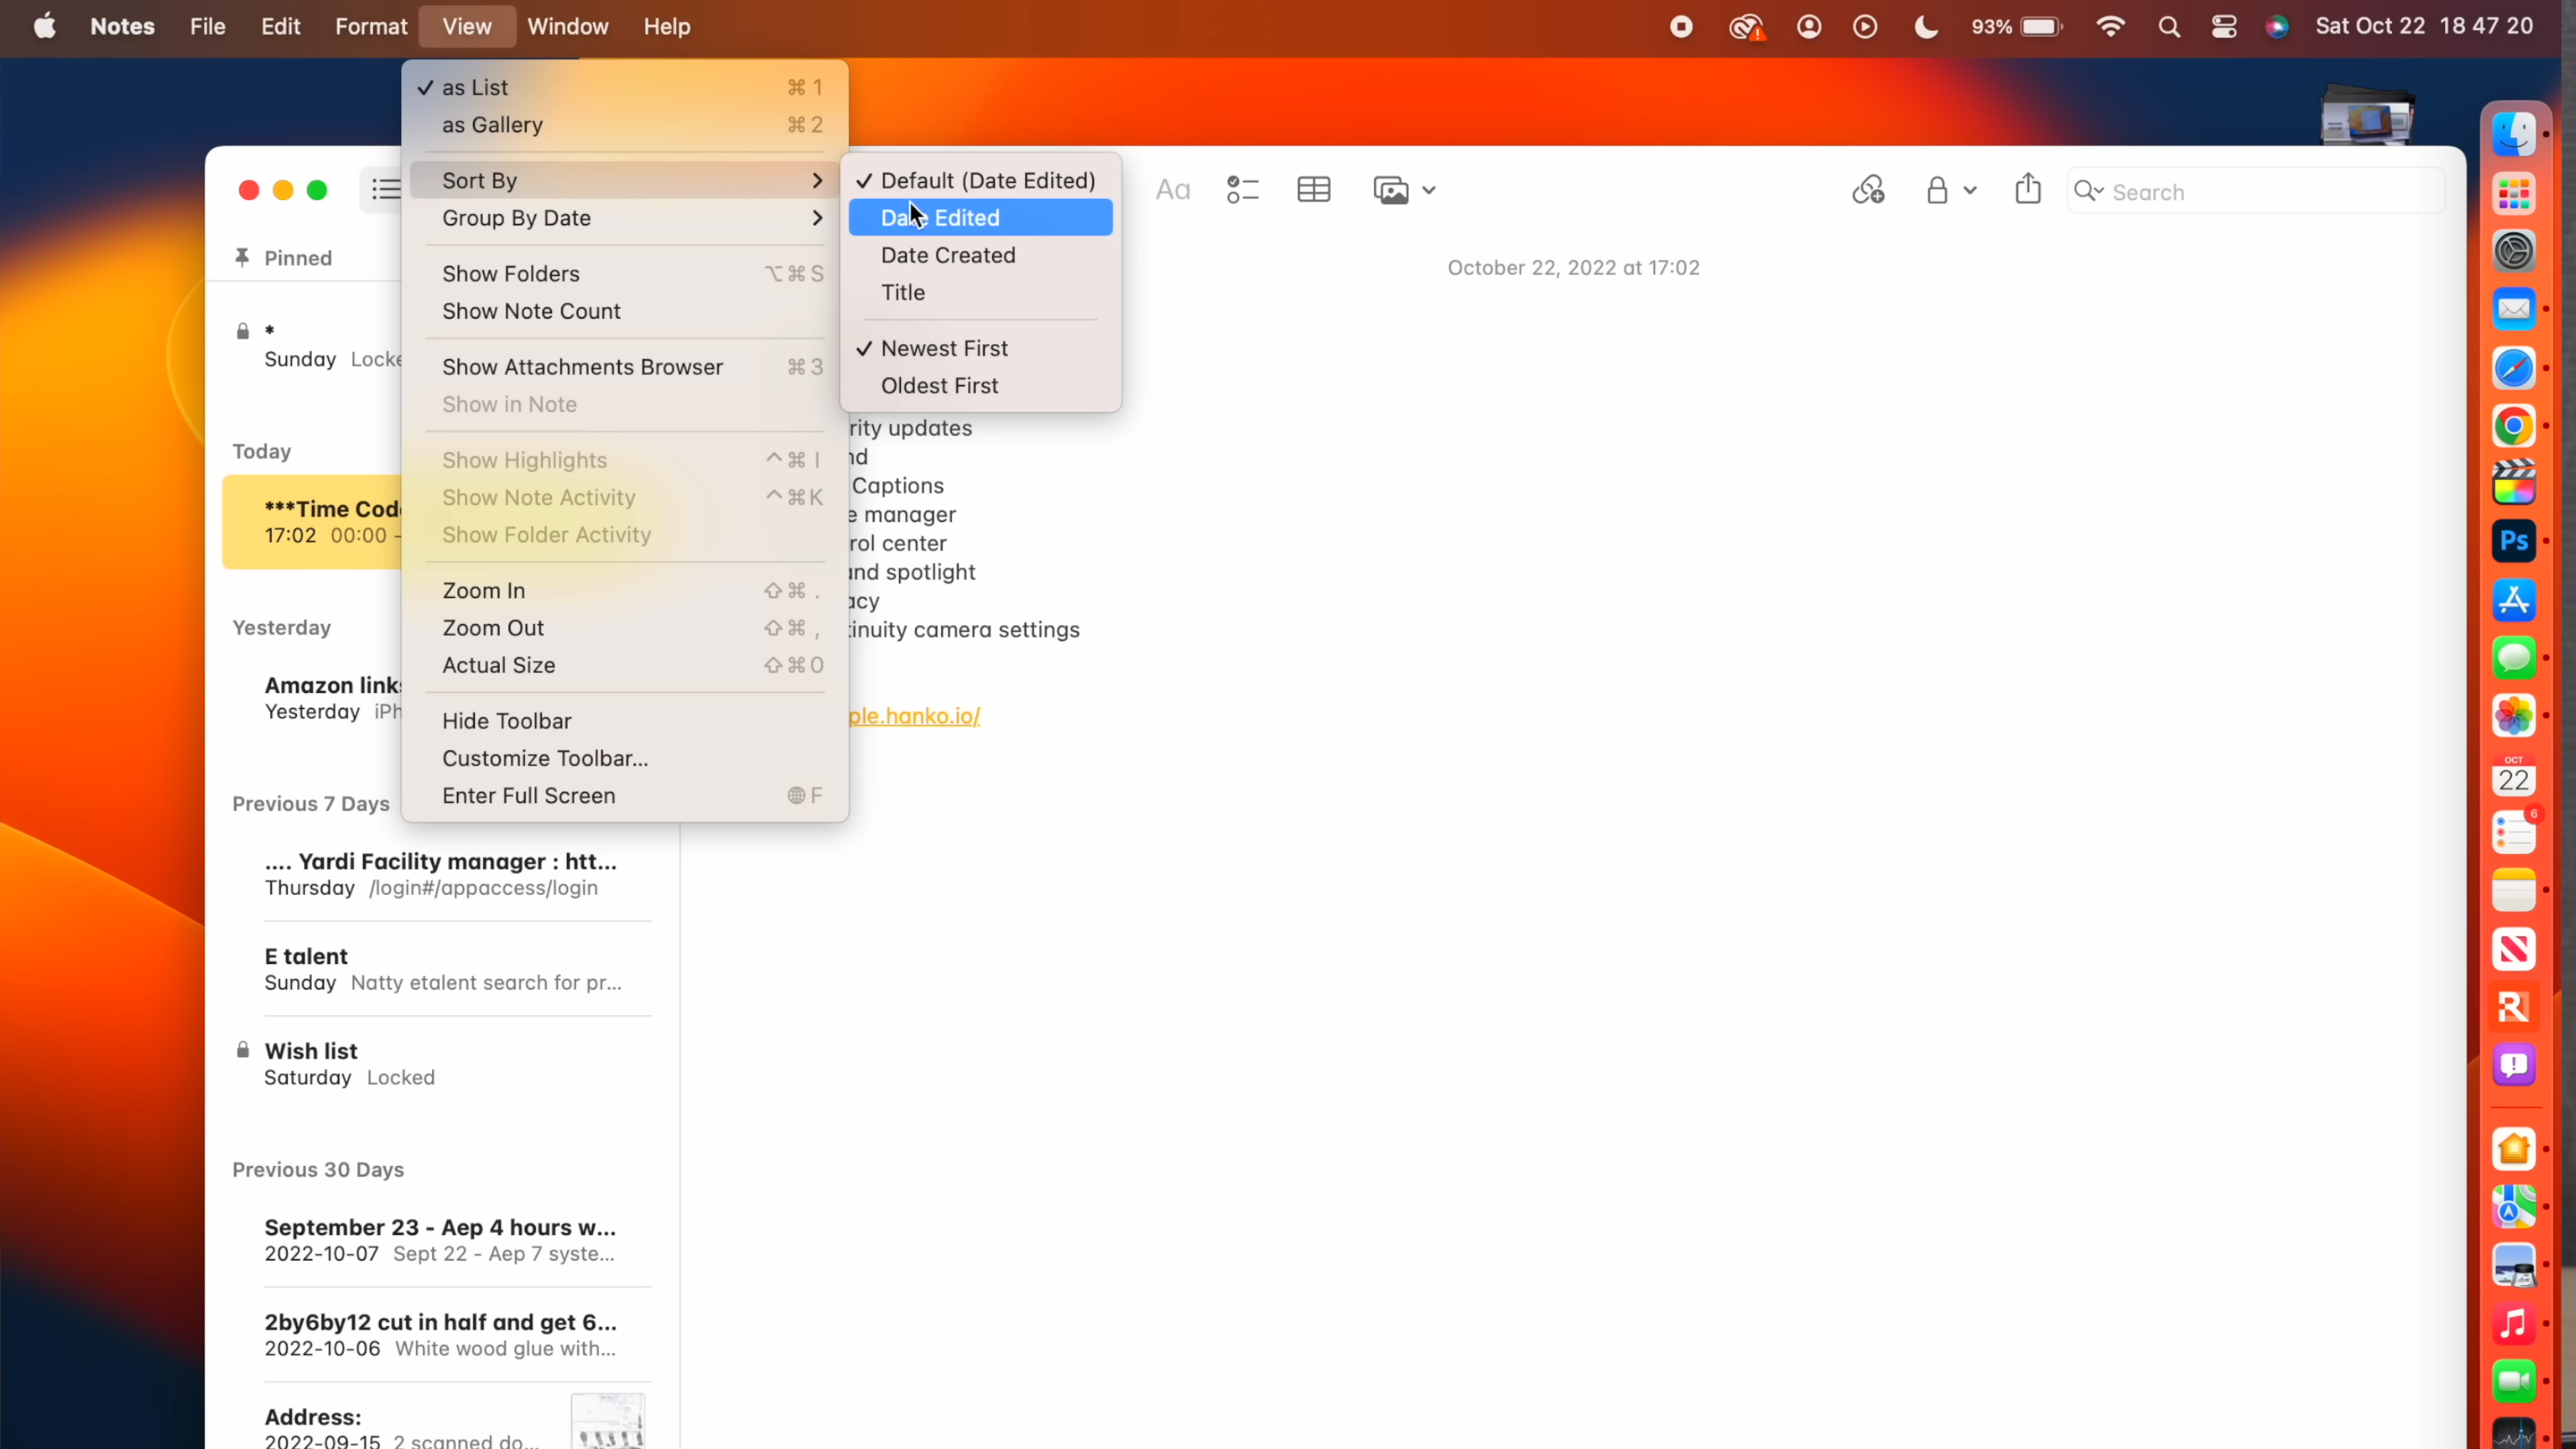 Notes File Edit Format View Window Help 93% Sat Oct 22 18 47 20
✓ as List ⌘ 1
as Gallery ⌘ 2
Sort By >
Group By Date >
Show Folders ⌥⌘S
Show Note Count
Show Attachments Browser ⌘ 3
Show in Note
Show Highlights ^⌘ I
Show Note Activity ^⌘K
Show Folder Activity
Zoom In ⇧⌘ .
Zoom Out ⇧⌘ ,
Actual Size ⇧⌘0
Hide Toolbar
Customize Toolbar...
Enter Full Screen F
✓ Default (Date Edited)
Date Edited
Date Created
Title
✓ Newest First
Oldest First
Aa
Search
Pinned
*
Sunday Locke
Today
***Time Cod
17:02 00:00 -
Yesterday
Amazon link
Yesterday iPh
Previous 7 Days
.... Yardi Facility manager : htt...
Thursday /login#/appaccess/login
E talent
Sunday Natty etalent search for pr...
Wish list
Saturday Locked
Previous 30 Days
September 23 - Aep 4 hours w...
2022-10-07 Sept 22 - Aep 7 syste...
2by6by12 cut in half and get 6...
2022-10-06 White wood glue with...
Address:
2022-09-15 2 scanned do...
October 22, 2022 at 17:02
rity updates
nd
Captions
e manager
rol center
and spotlight
acy
tinuity camera settings
ple.hanko.io/
Ps
OCT
22
6